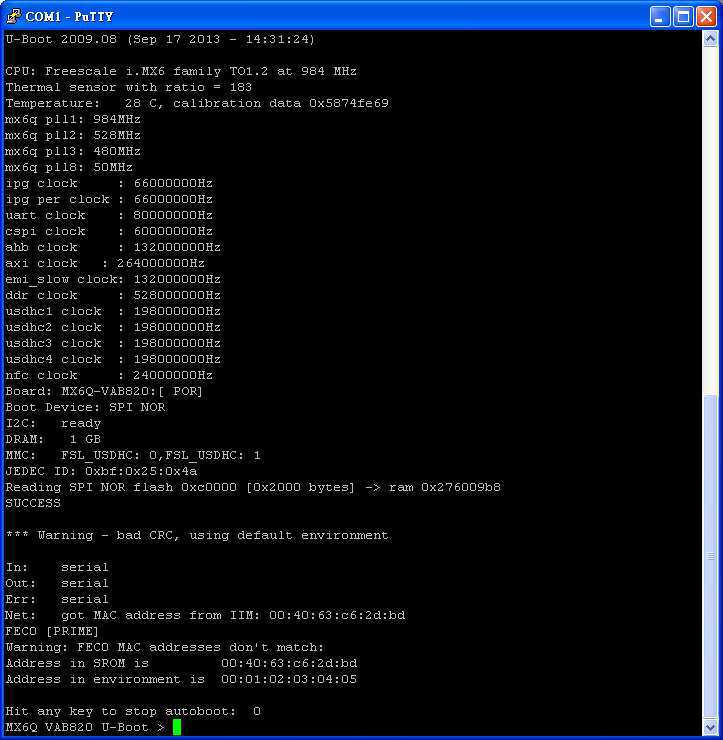 COM1 - PuTTY
U-Boot 2009.08 (Sep 17 2013 - 14:31:24)
CPU: Freescale i.MX6 family TO1.2 at 984 MHz
Thermal sensor with ratio = 183
Temperature:   28 C, calibration data 0x5874fe69
mx6q pll1: 984MHz
mx6q pll2: 528MHz
mx6q pll3: 480MHz
mx6q pll8: 50MHz
ipg clock     : 66000000Hz
ipg per clock : 66000000Hz
uart clock    : 80000000Hz
cspi clock    : 60000000Hz
ahb clock     : 132000000Hz
axi clock   : 264000000Hz
emi_slow clock: 132000000Hz
ddr clock     : 528000000Hz
usdhc1 clock  : 198000000Hz
usdhc2 clock  : 198000000Hz
usdhc3 clock  : 198000000Hz
usdhc4 clock  : 198000000Hz
nfc clock     : 24000000Hz
Board: MX6Q-VAB820:[ POR]
Boot Device: SPI NOR
I2C:   ready
DRAM:   1 GB
MMC:   FSL_USDHC: 0,FSL_USDHC: 1
JEDEC ID: 0xbf:0x25:0x4a
Reading SPI NOR flash 0xc0000 [0x2000 bytes] -> ram 0x276009b8
SUCCESS
*** Warning - bad CRC, using default environment
In:    serial
Out:   serial
Err:   serial
Net:   got MAC address from IIM: 00:40:63:c6:2d:bd
FEC0 [PRIME]
Warning: FEC0 MAC addresses don't match:
Address in SROM is         00:40:63:c6:2d:bd
Address in environment is  00:01:02:03:04:05
Hit any key to stop autoboot:  0
MX6Q VAB820 U-Boot >